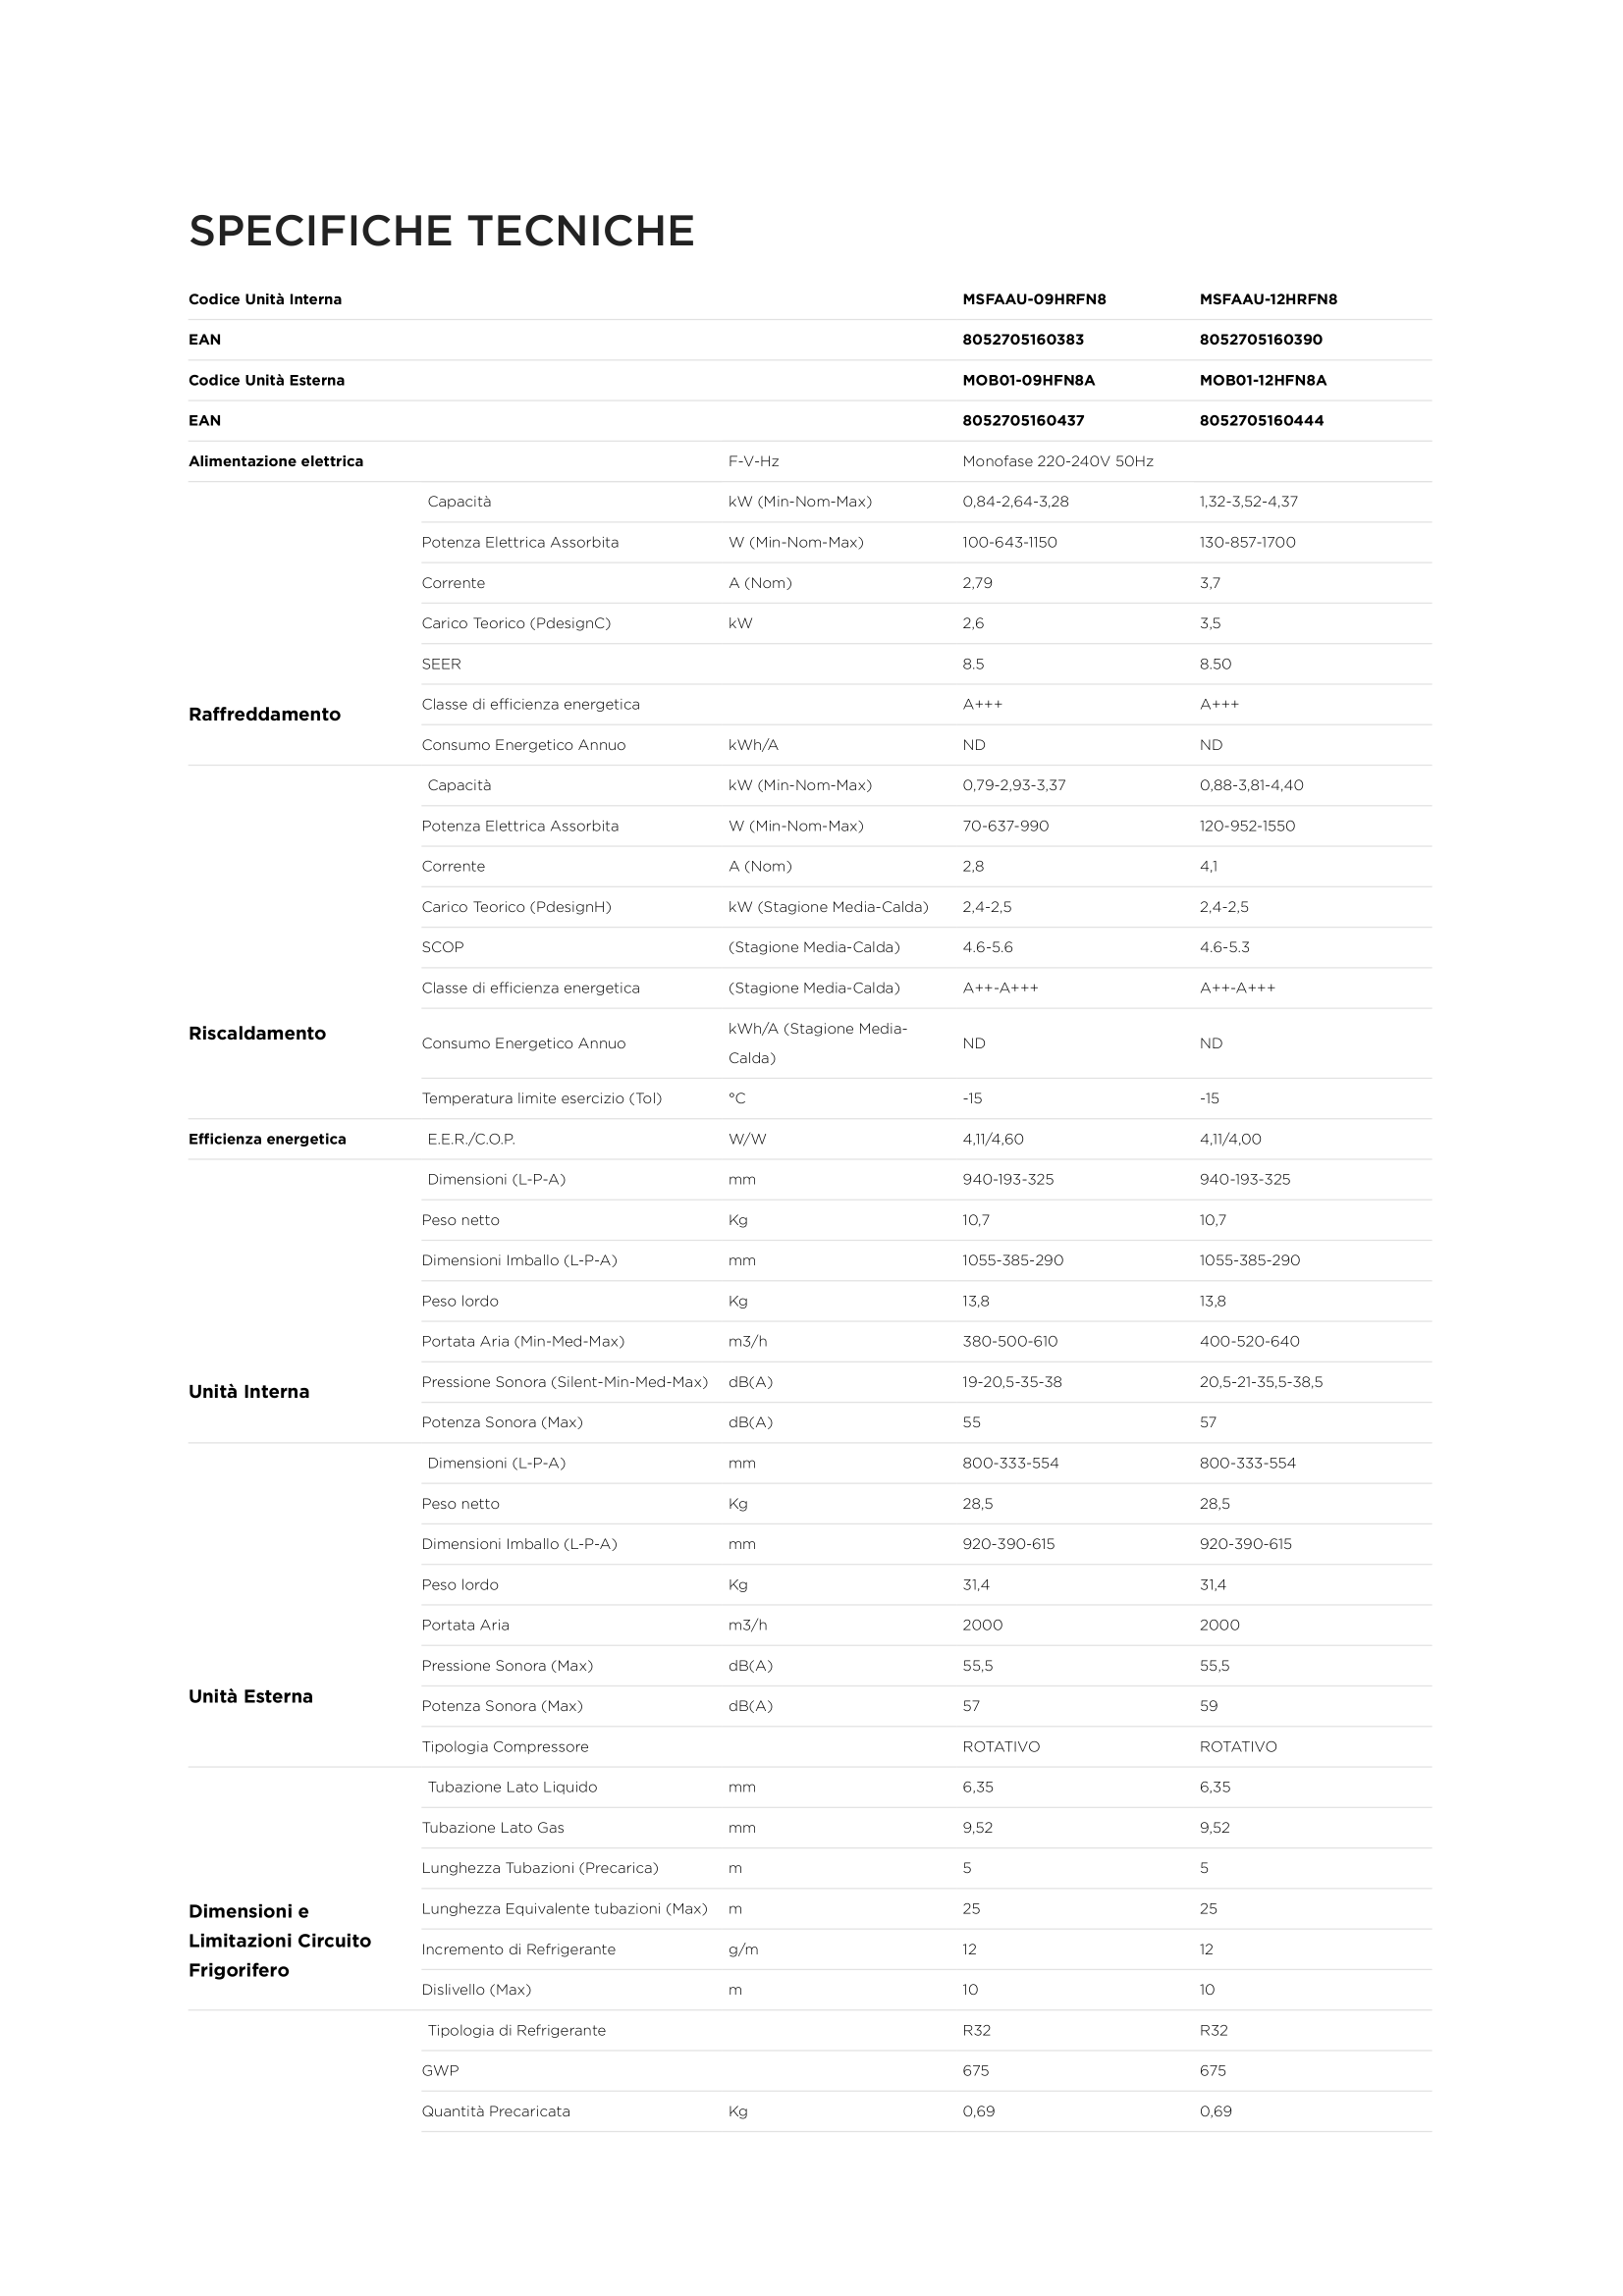 SPECIFICHE TECNICHE
Codice Unità Interna MSFAAU-09HRFN8 MSFAAU-12HRFN8
EAN 8052705160383 8052705160390
Codice Unità Esterna MOB01-09HFN8A MOB01-12HFN8A
EAN 8052705160437 8052705160444
Alimentazione elettrica F-V-Hz Monofase 220-240V 50Hz
Capacità kW (Min-Nom-Max) 0,84-2,64-3,28 1,32-3,52-4,37
Potenza Elettrica Assorbita W (Min-Nom-Max) 100-643-1150 130-857-1700
Corrente A (Nom) 2,79 3,7
Carico Teorico (PdesignC) kW 2,6 3,5
SEER 8.5 8.50
Raffreddamento
Classe di efficienza energetica A+++ A+++
Consumo Energetico Annuo kWh/A ND ND
Capacità kW (Min-Nom-Max) 0,79-2,93-3,37 0,88-3,81-4,40
Potenza Elettrica Assorbita W (Min-Nom-Max) 70-637-990 120-952-1550
Corrente A (Nom) 2,8 4,1
Carico Teorico (PdesignH) kW (Stagione Media-Calda) 2,4-2,5 2,4-2,5
SCOP (Stagione Media-Calda) 4.6-5.6 4.6-5.3
Classe di efficienza energetica (Stagione Media-Calda) A++-A+++ A++-A+++
Riscaldamento
Consumo Energetico Annuo kWh/A (Stagione Media-
Calda) ND ND
Temperatura limite esercizio (Tol) °C -15 -15
Efficienza energetica E.E.R./C.O.P. W/W 4,11/4,60 4,11/4,00
Dimensioni (L-P-A) mm 940-193-325 940-193-325
Peso netto Kg 10,7 10,7
Dimensioni Imballo (L-P-A) mm 1055-385-290 1055-385-290
Peso lordo Kg 13,8 13,8
Portata Aria (Min-Med-Max) m3/h 380-500-610 400-520-640
Unità Interna
Pressione Sonora (Silent-Min-Med-Max) dB(A) 19-20,5-35-38 20,5-21-35,5-38,5
Potenza Sonora (Max) dB(A) 55 57
Dimensioni (L-P-A) mm 800-333-554 800-333-554
Peso netto Kg 28,5 28,5
Dimensioni Imballo (L-P-A) mm 920-390-615 920-390-615
Peso lordo Kg 31,4 31,4
Portata Aria m3/h 2000 2000
Pressione Sonora (Max) dB(A) 55,5 55,5
Unità Esterna
Potenza Sonora (Max) dB(A) 57 59
Tipologia Compressore ROTATIVO ROTATIVO
Tubazione Lato Liquido mm 6,35 6,35
Tubazione Lato Gas mm 9,52 9,52
Lunghezza Tubazioni (Precarica) m 5 5
Dimensioni e
Limitazioni Circuito
Frigorifero
Lunghezza Equivalente tubazioni (Max) m 25 25
Incremento di Refrigerante g/m 12 12
Dislivello (Max) m 10 10
Tipologia di Refrigerante R32 R32
GWP 675 675
Quantità Precaricata Kg 0,69 0,69